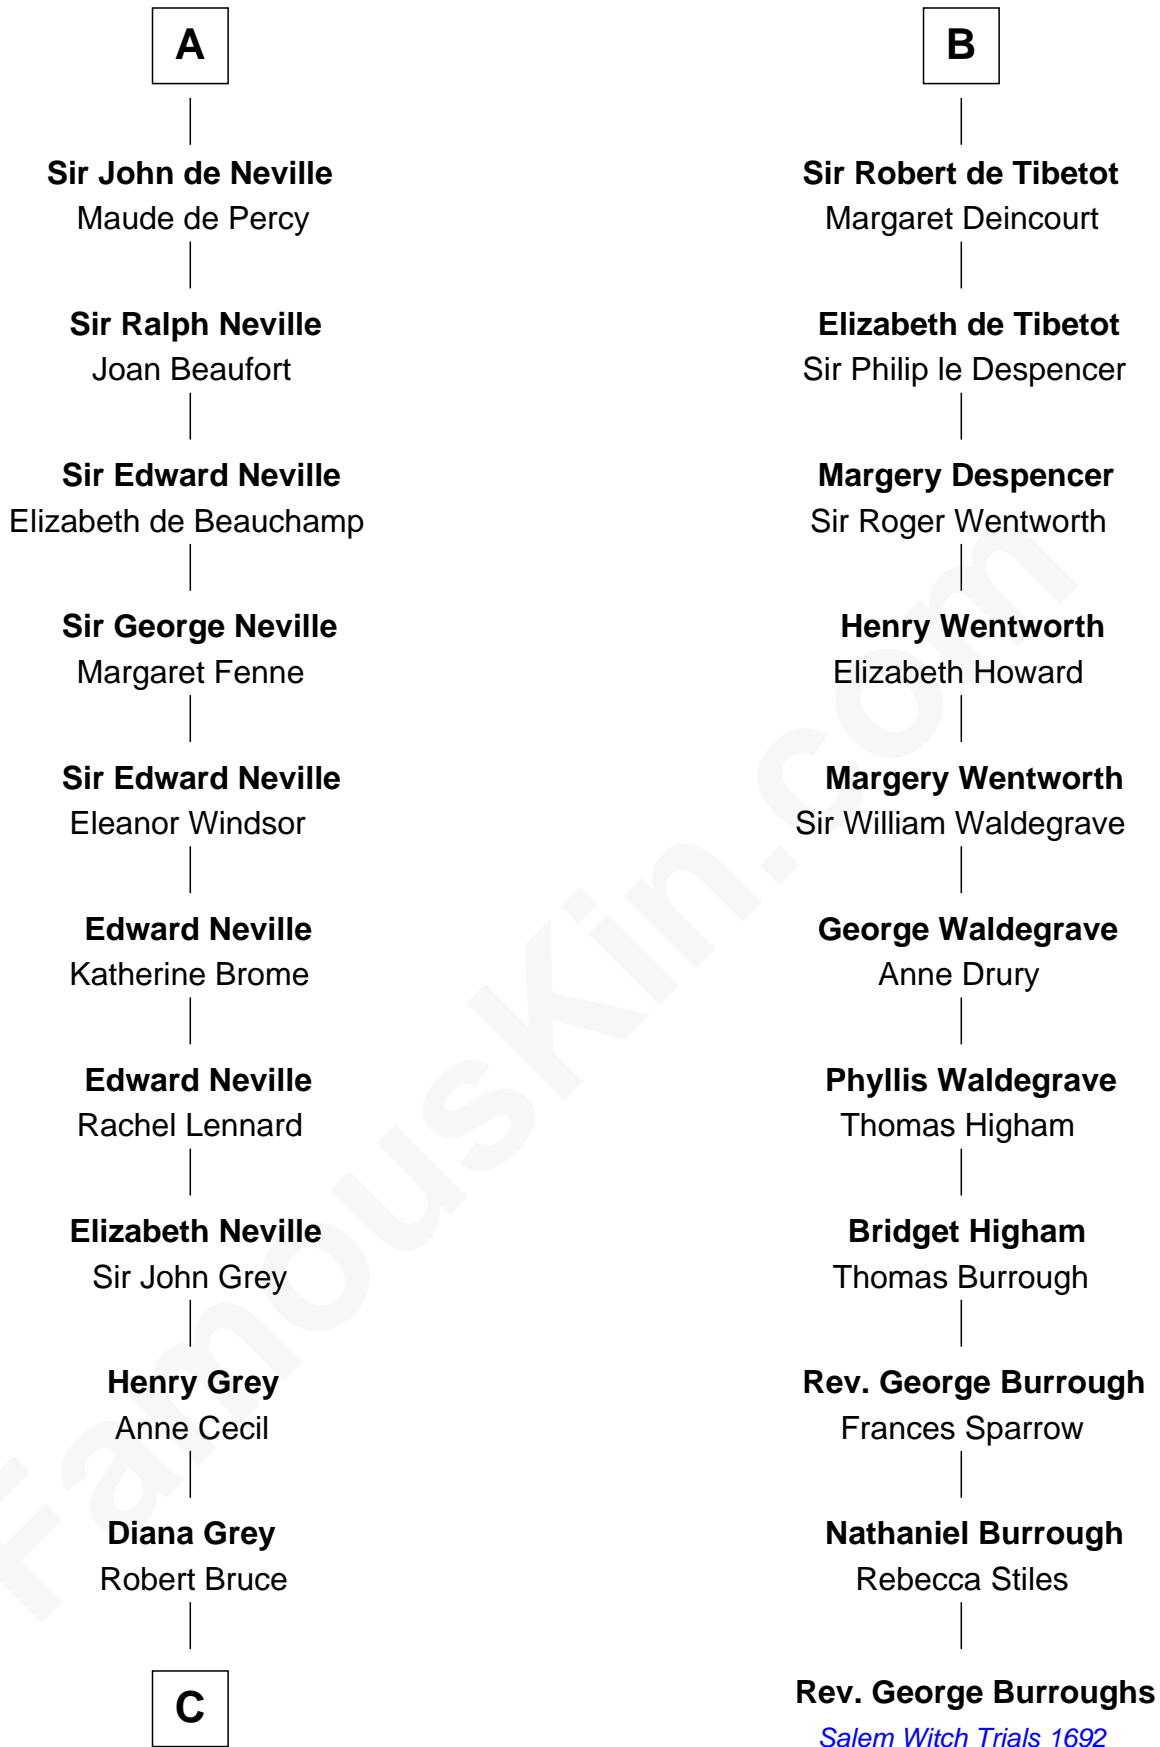 A
Sir John de Neville
Maude de Percy
Sir Ralph Neville
Joan Beaufort
Sir Edward Neville
Elizabeth de Beauchamp
Sir George Neville
Margaret Fenne
Sir Edward Neville
Eleanor Windsor
Edward Neville
Katherine Brome
Edward Neville
Rachel Lennard
Elizabeth Neville
Sir John Grey
Henry Grey
Anne Cecil
Diana Grey
Robert Bruce
C
B
Sir Robert de Tibetot
Margaret Deincourt
Elizabeth de Tibetot
Sir Philip le Despencer
Margery Despencer
Sir Roger Wentworth
Henry Wentworth
Elizabeth Howard
Margery Wentworth
Sir William Waldegrave
George Waldegrave
Anne Drury
Phyllis Waldegrave
Thomas Higham
Bridget Higham
Thomas Burrough
Rev. George Burrough
Frances Sparrow
Nathaniel Burrough
Rebecca Stiles
Rev. George Burroughs
Salem Witch Trials 1692
FamousKin.com